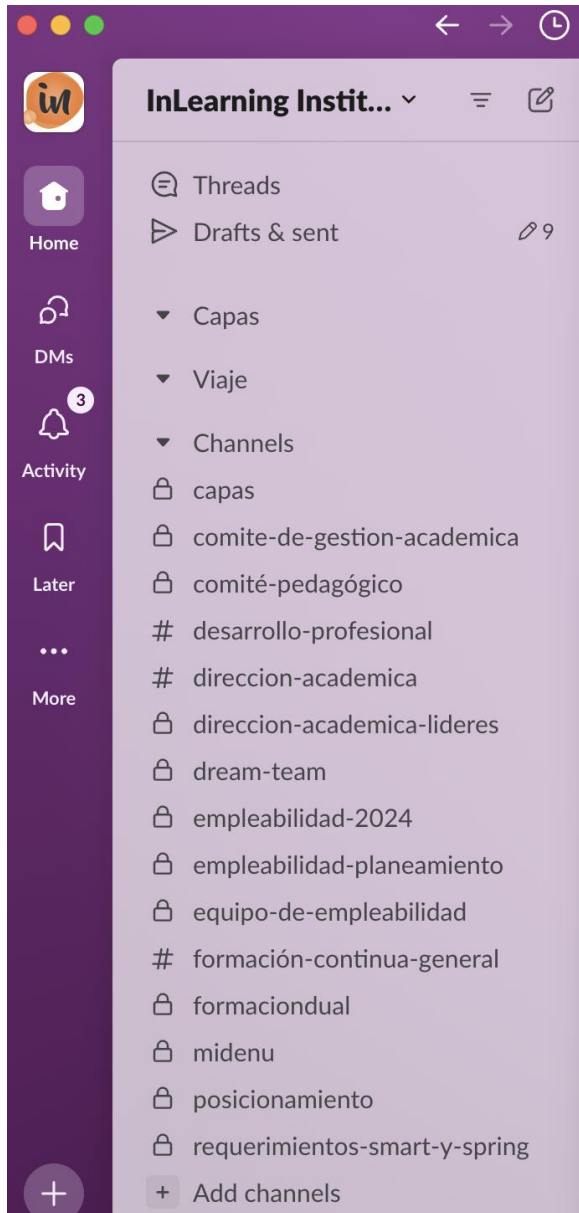 in
InLearning Instit...
Home
DMs
3
Activity
Later
More
Threads
Drafts & sent 9
Capas
Viaje
Channels
capas
comite-de-gestion-academica
comité-pedagógico
# desarrollo-profesional
# direccion-academica
direccion-academica-lideres
dream-team
empleabilidad-2024
empleabilidad-planeamiento
equipo-de-empleabilidad
# formación-continua-general
formaciondual
midenu
posicionamiento
requerimientos-smart-y-spring
+ Add channels